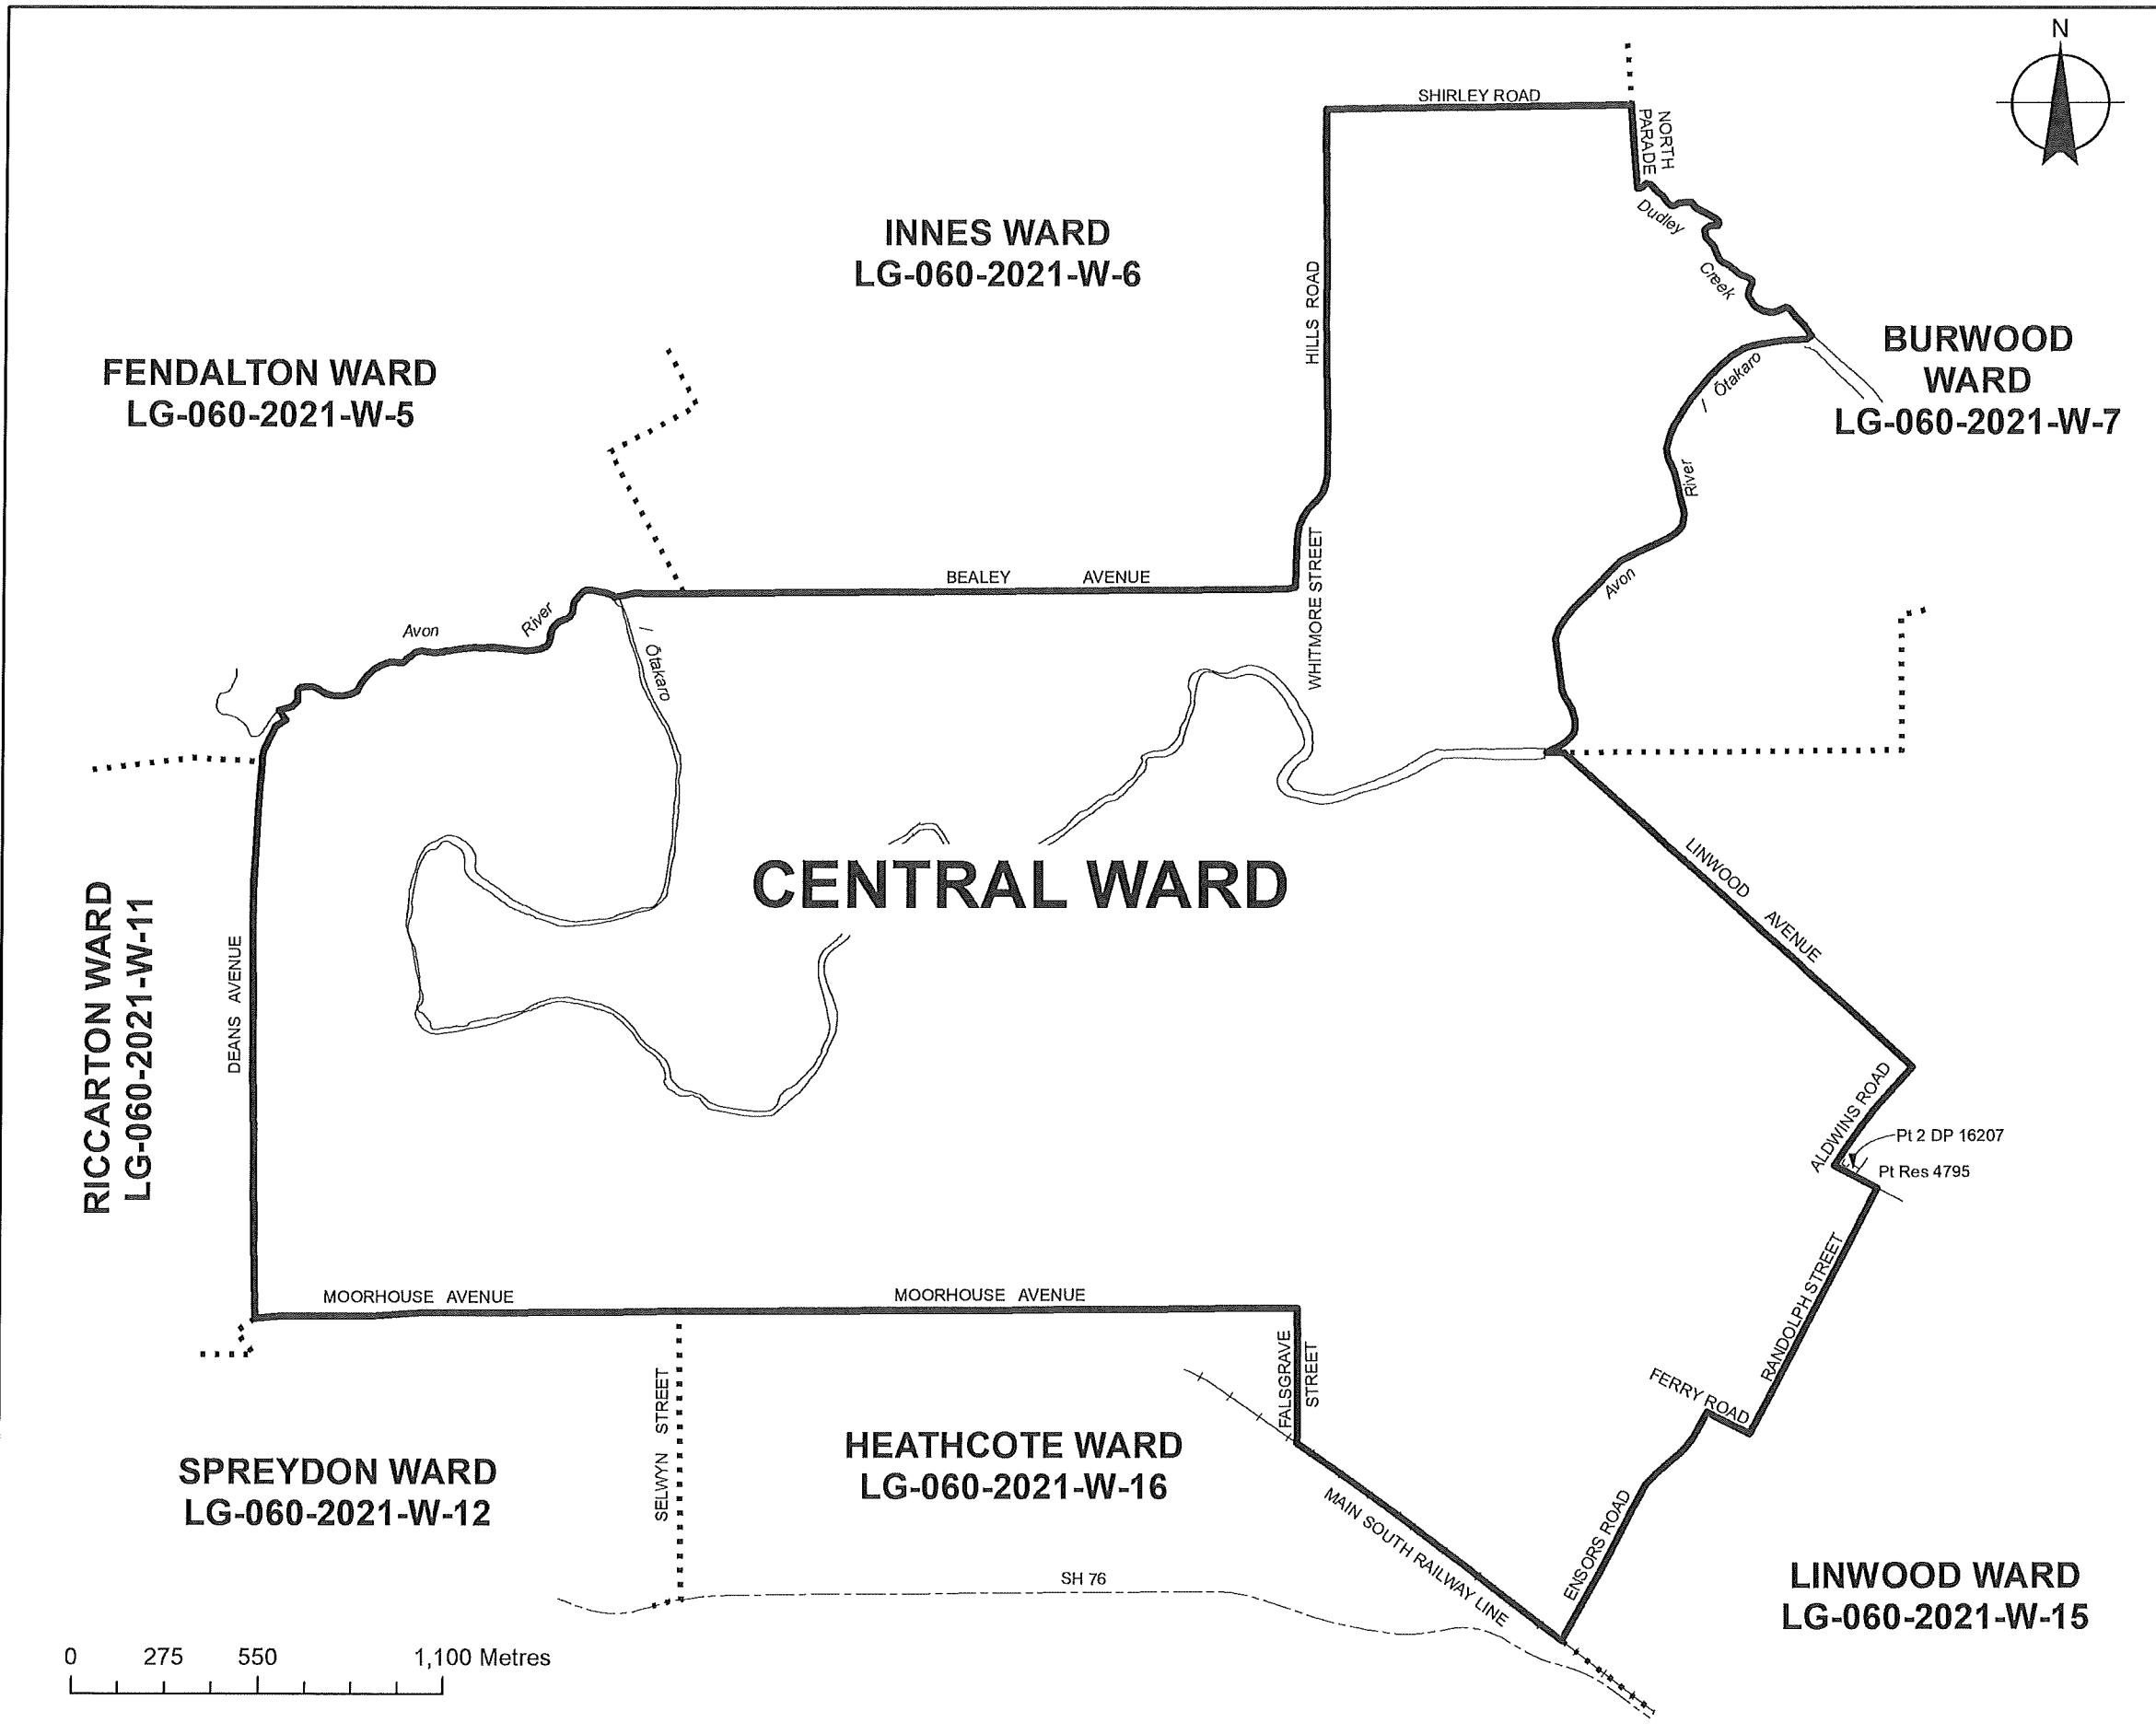 N
SHIRLEY ROAD
NORTH
PARADE
Dudley
Creek
INNES WARD
LG-060-2021-W-6
HILLS ROAD
BURWOOD
WARD
LG-060-2021-W-7
FENDALTON WARD
LG-060-2021-W-5
/ Ōtakaro
River
Avon
BEALEY AVENUE
WHITMORE STREET
Avon
River
/ Ōtakaro
CENTRAL WARD
LINWOOD AVENUE
RICCARTON WARD
LG-060-2021-W-11
DEANS AVENUE
ALDWINS ROAD
Pt 2 DP 16207
Pt Res 4795
RANDOLPH STREET
MOORHOUSE AVENUE
MOORHOUSE AVENUE
FALSGRAVE
STREET
FERRY ROAD
SELWYN STREET
SPREYDON WARD
LG-060-2021-W-12
HEATHCOTE WARD
LG-060-2021-W-16
MAIN SOUTH RAILWAY LINE
ENSORS ROAD
SH 76
LINWOOD WARD
LG-060-2021-W-15
0 275 550 1,100 Metres